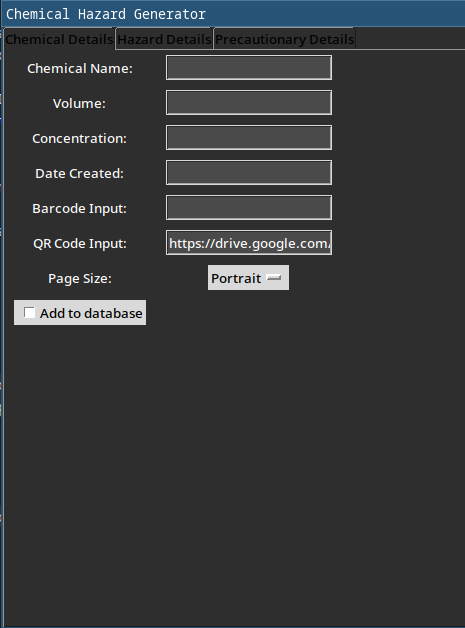 Chemical Hazard Generator
Chemical Details Hazard Details Precautionary Details
Chemical Name:
Volume:
Concentration:
Date Created:
Barcode Input:
QR Code Input: https://drive.google.com/
Page Size: Portrait
Add to database